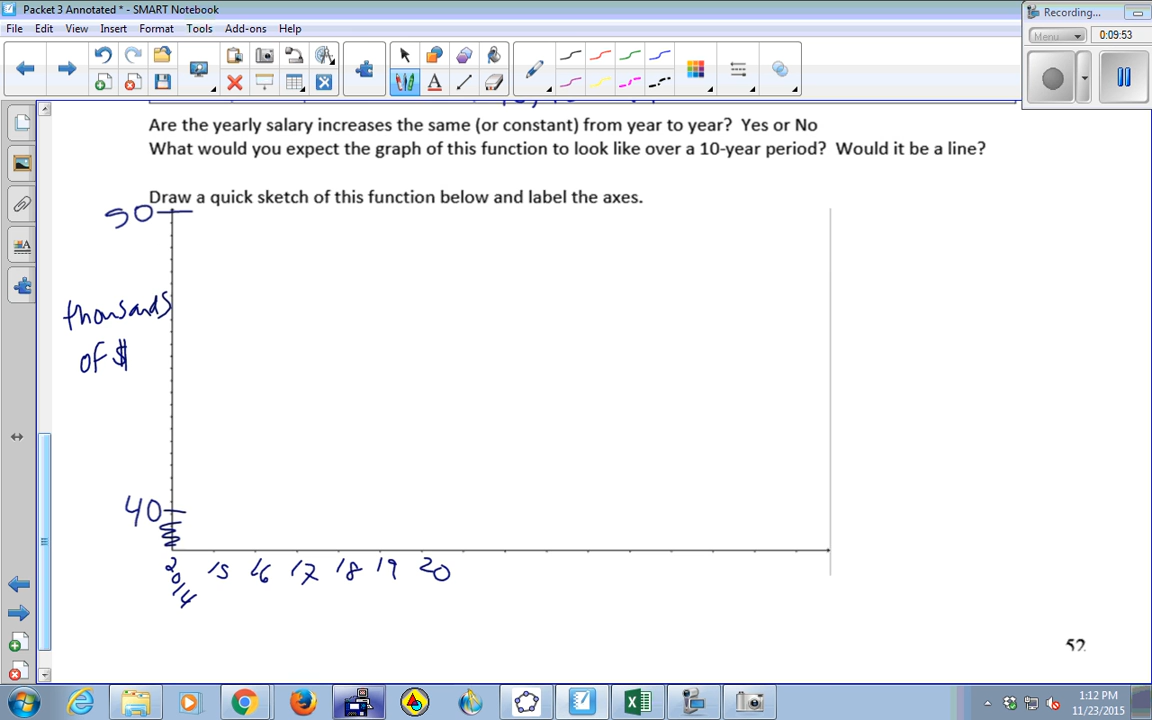 Packet 3 Annotated * - SMART Notebook
Recording...
File Edit View Insert Format Tools Add-ons Help
Menu
0:09:53
Are the yearly salary increases the same (or constant) from year to year? Yes or No
What would you expect the graph of this function to look like over a 10-year period? Would it be a line?
Draw a quick sketch of this function below and label the axes.
50
thousands
of $
40
2014 15 16 17 18 19 20
52
1:12 PM
11/23/2015